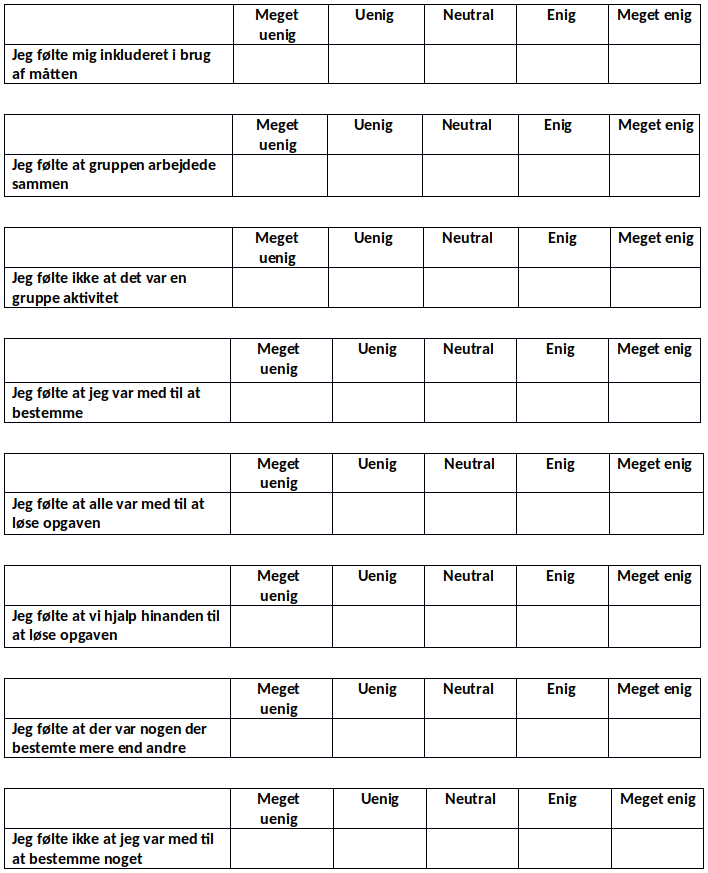 Meget uenig Uenig Neutral Enig Meget enig
Jeg følte mig inkluderet i brug
af måtten
Meget uenig Uenig Neutral Enig Meget enig
Jeg følte at gruppen arbejdede
sammen
Meget uenig Uenig Neutral Enig Meget enig
Jeg følte ikke at det var en
gruppe aktivitet
Meget uenig Uenig Neutral Enig Meget enig
Jeg følte at jeg var med til at
bestemme
Meget uenig Uenig Neutral Enig Meget enig
Jeg følte at alle var med til at
løse opgaven
Meget uenig Uenig Neutral Enig Meget enig
Jeg følte at vi hjalp hinanden til
at løse opgaven
Meget uenig Uenig Neutral Enig Meget enig
Jeg følte at der var nogen der
bestemte mere end andre
Meget uenig Uenig Neutral Enig Meget enig
Jeg følte ikke at jeg var med til
at bestemme noget